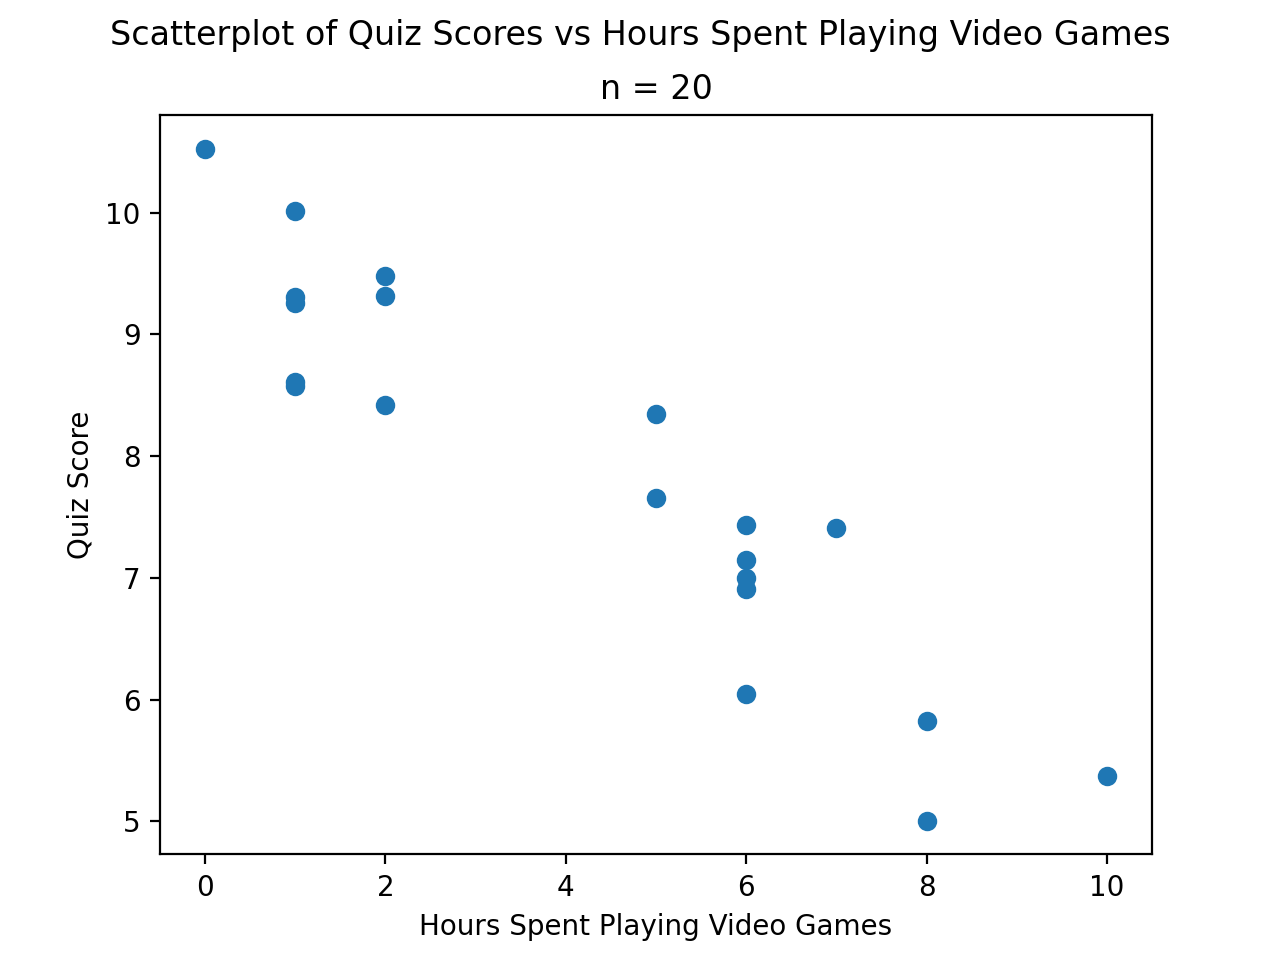 Scatterplot of Quiz Scores vs Hours Spent Playing Video Games
n = 20
10
9
8
7
6
5
Quiz Score
0 2 4 6 8 10
Hours Spent Playing Video Games